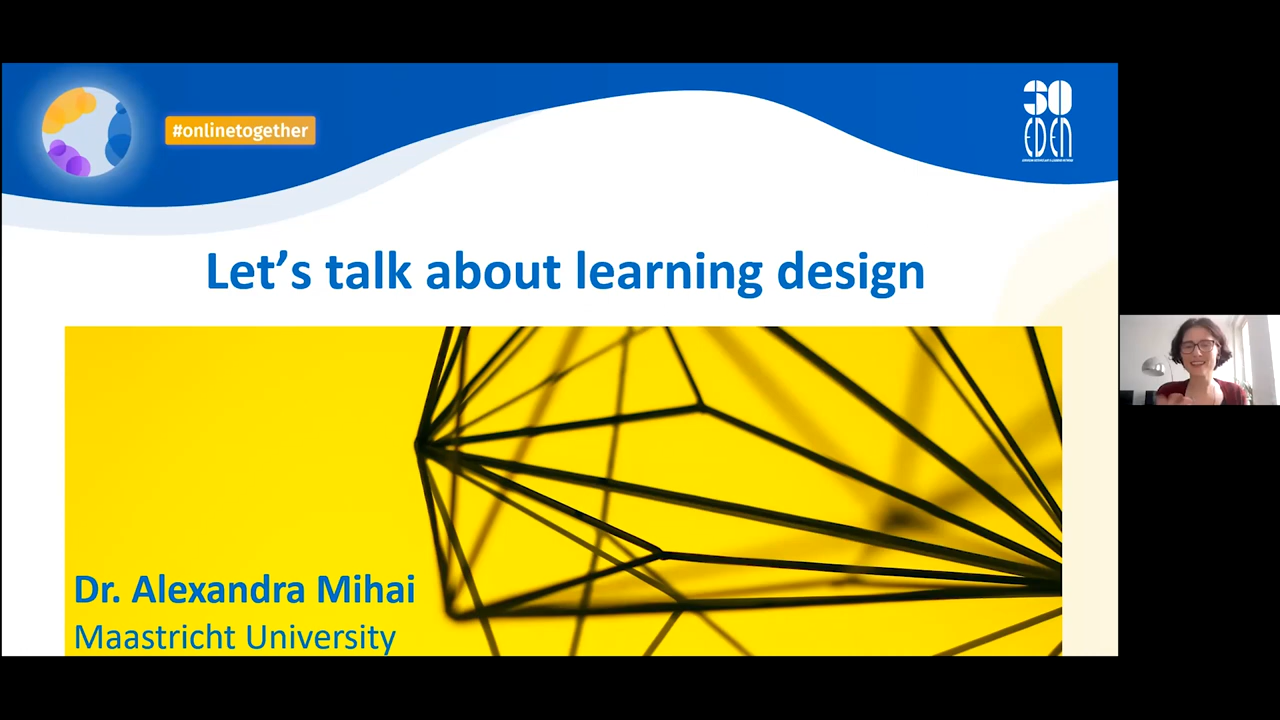 #onlinetogether
30
EDEN
Let's talk about learning design
Dr. Alexandra Mihai
Maastricht University